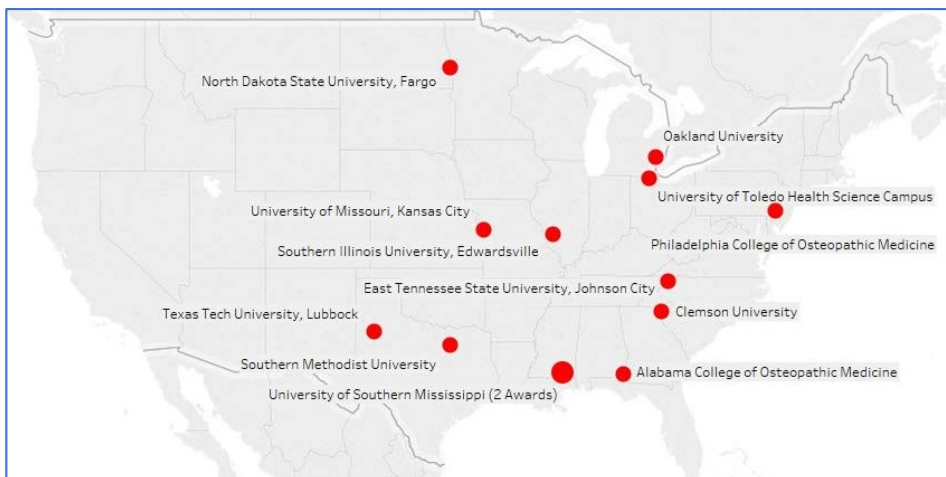 North Dakota State University, Fargo
Oakland University
University of Toledo Health Science Campus
University of Missouri, Kansas City
Philadelphia College of Osteopathic Medicine
Southern Illinois University, Edwardsville
East Tennessee State University, Johnson City
Clemson University
Texas Tech University, Lubbock
Southern Methodist University
Alabama College of Osteopathic Medicine
University of Southern Mississippi (2 Awards)